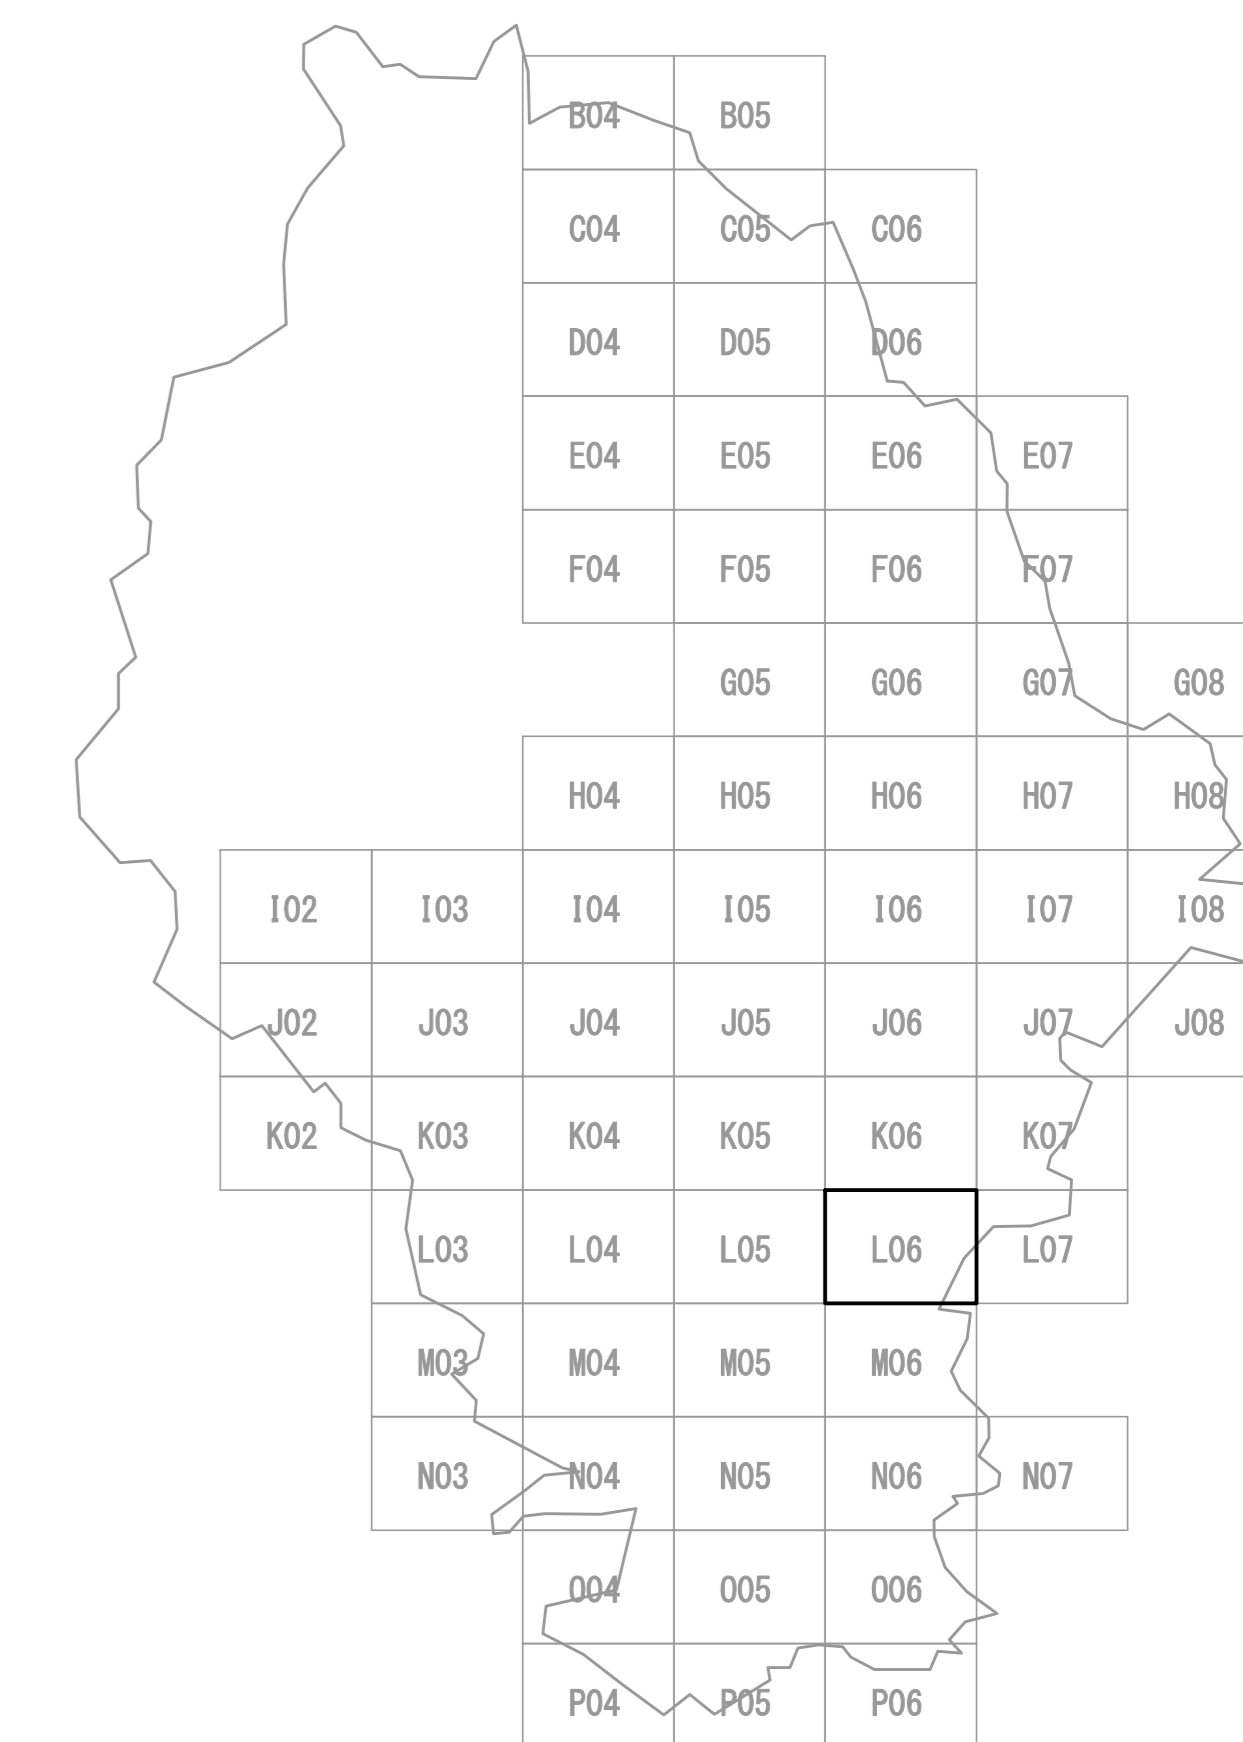 B04 B05
C04 C05 C06
D04 D05 D06
E04 E05 E06 E07
F04 F05 F06 F07
G05 G06 G07 G08
H04 H05 H06 H07 H08
I02 I03 I04 I05 I06 I07 I08
J02 J03 J04 J05 J06 J07 J08
K02 K03 K04 K05 K06 K07
L03 L04 L05 L06 L07
M03 M04 M05 M06
N03 N04 N05 N06 N07
O04 O05 O06
P04 P05 P06